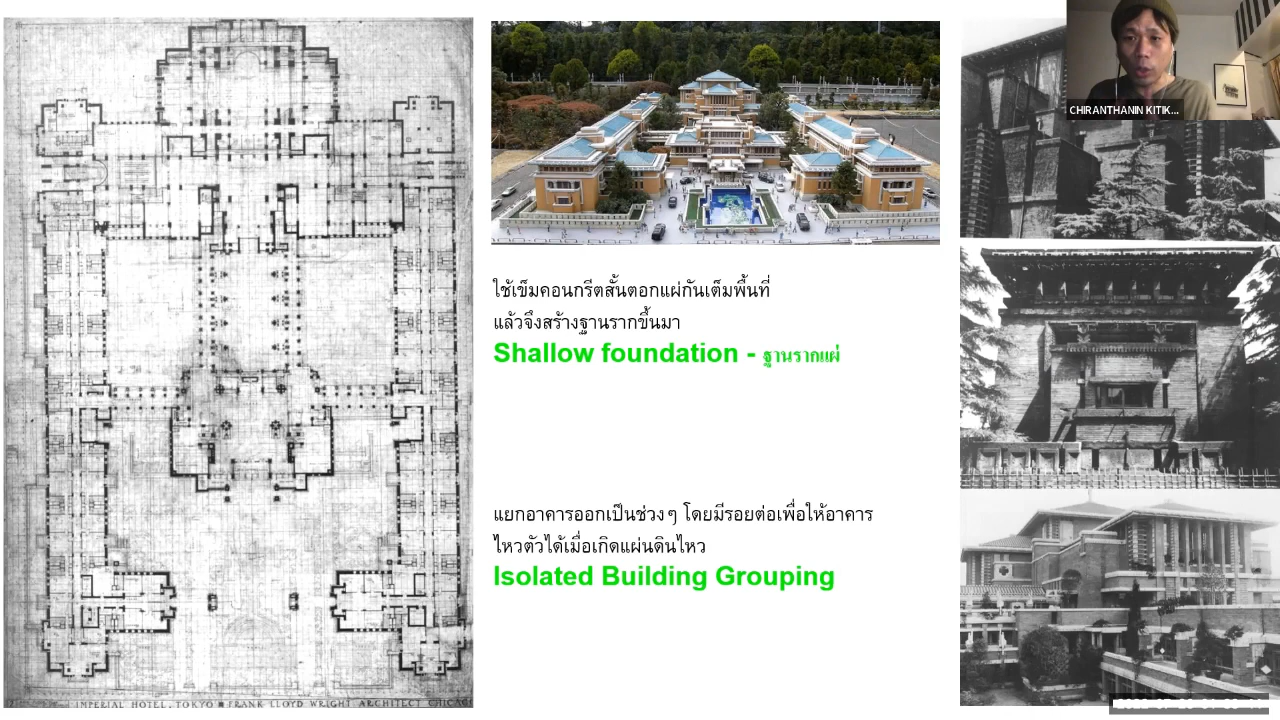 CHIRANTHANIN KITIK...
ใช้เข็มคอนกรีตสั้นตอกแผ่กันเต็มพื้นที่
แล้วจึงสร้างฐานรากขึ้นมา
Shallow foundation - ฐานรากแผ่
แยกอาคารออกเป็นช่วงๆ โดยมีรอยต่อเพื่อให้อาคาร
ไหวตัวได้เมื่อเกิดแผ่นดินไหว
Isolated Building Grouping
IMPERIAL HOTEL, TOKYO FRANK LLOYD WRIGHT ARCHITECT CHICAG